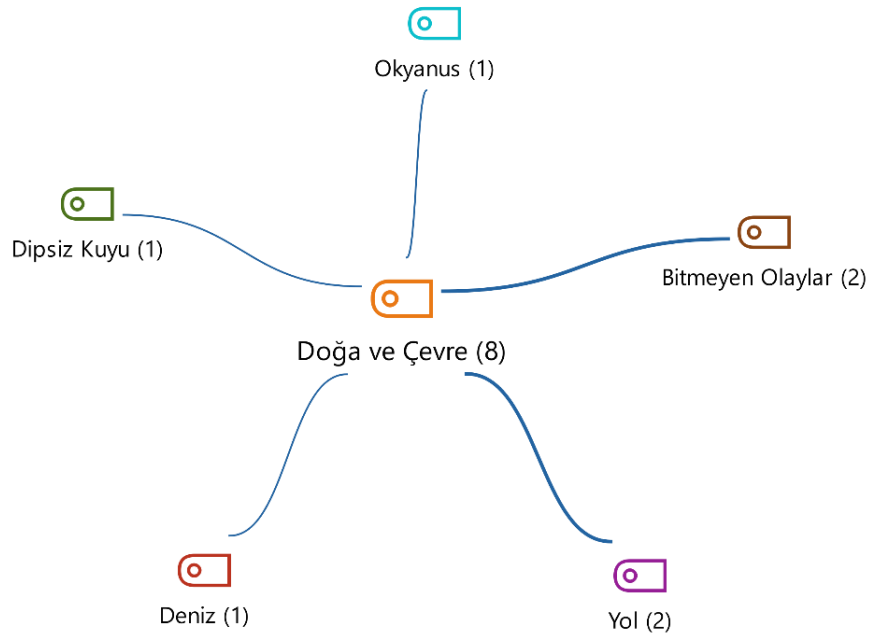 Okyanus (1)
Dipsiz Kuyu (1)
Bitmeyen Olaylar (2)
Doğa ve Çevre (8)
Deniz (1)
Yol (2)